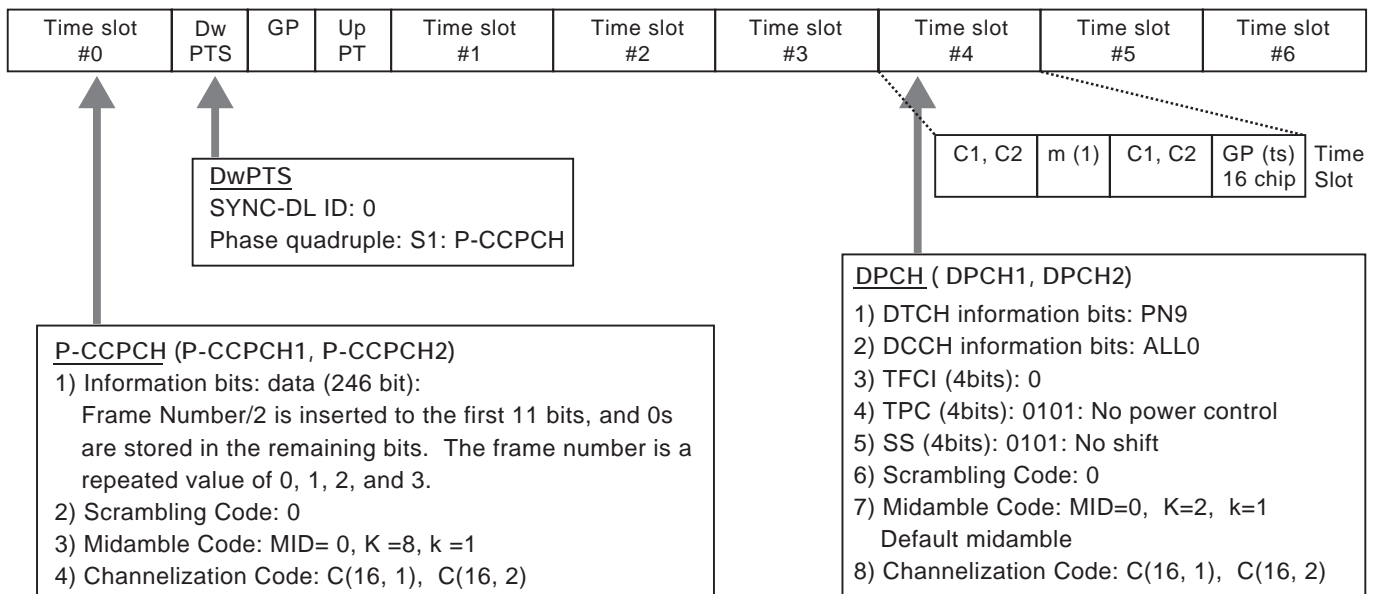 Time slot #0
Dw PTS
GP
Up PT
Time slot #1
Time slot #2
Time slot #3
Time slot #4
Time slot #5
Time slot #6
C1, C2
m (1)
C1, C2
GP (ts) 16 chip
Time Slot
DwPTS
SYNC-DL ID: 0
Phase quadruple: S1: P-CCPCH
P-CCPCH (P-CCPCH1, P-CCPCH2)
1) Information bits: data (246 bit):
Frame Number/2 is inserted to the first 11 bits, and 0s
are stored in the remaining bits. The frame number is a
repeated value of 0, 1, 2, and 3.
2) Scrambling Code: 0
3) Midamble Code: MID= 0, K =8, k =1
4) Channelization Code: C(16, 1), C(16, 2)
DPCH ( DPCH1, DPCH2)
1) DTCH information bits: PN9
2) DCCH information bits: ALL0
3) TFCI (4bits): 0
4) TPC (4bits): 0101: No power control
5) SS (4bits): 0101: No shift
6) Scrambling Code: 0
7) Midamble Code: MID=0, K=2, k=1
Default midamble
8) Channelization Code: C(16, 1), C(16, 2)